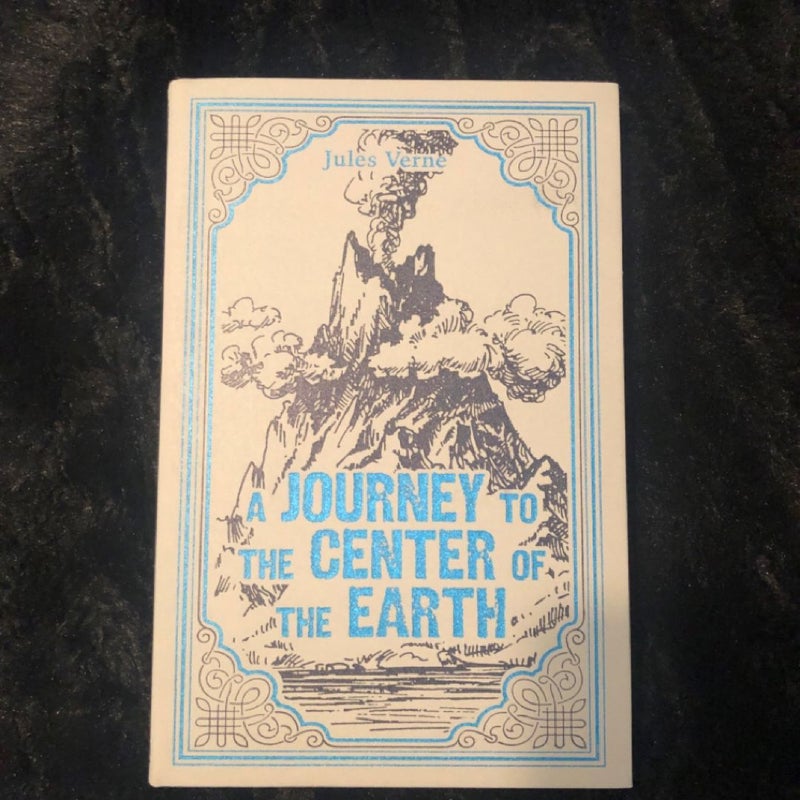 Jules Verne
A JOURNEY TO
THE CENTER OF
THE EARTH